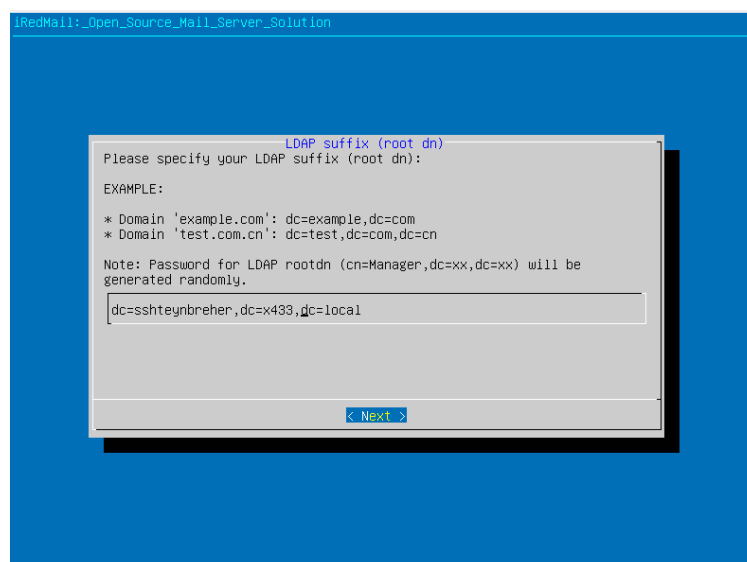 iRedMail:_Open_Source_Mail_Server_Solution
LDAP suffix (root dn)
Please specify your LDAP suffix (root dn):
EXAMPLE:
* Domain 'example.com': dc=example,dc=com
* Domain 'test.com.cn': dc=test,dc=com,dc=cn
Note: Password for LDAP rootdn (cn=Manager,dc=xx,dc=xx) will be
generated randomly.
dc=sshteynbreher,dc=x433,dc=local
< Next >